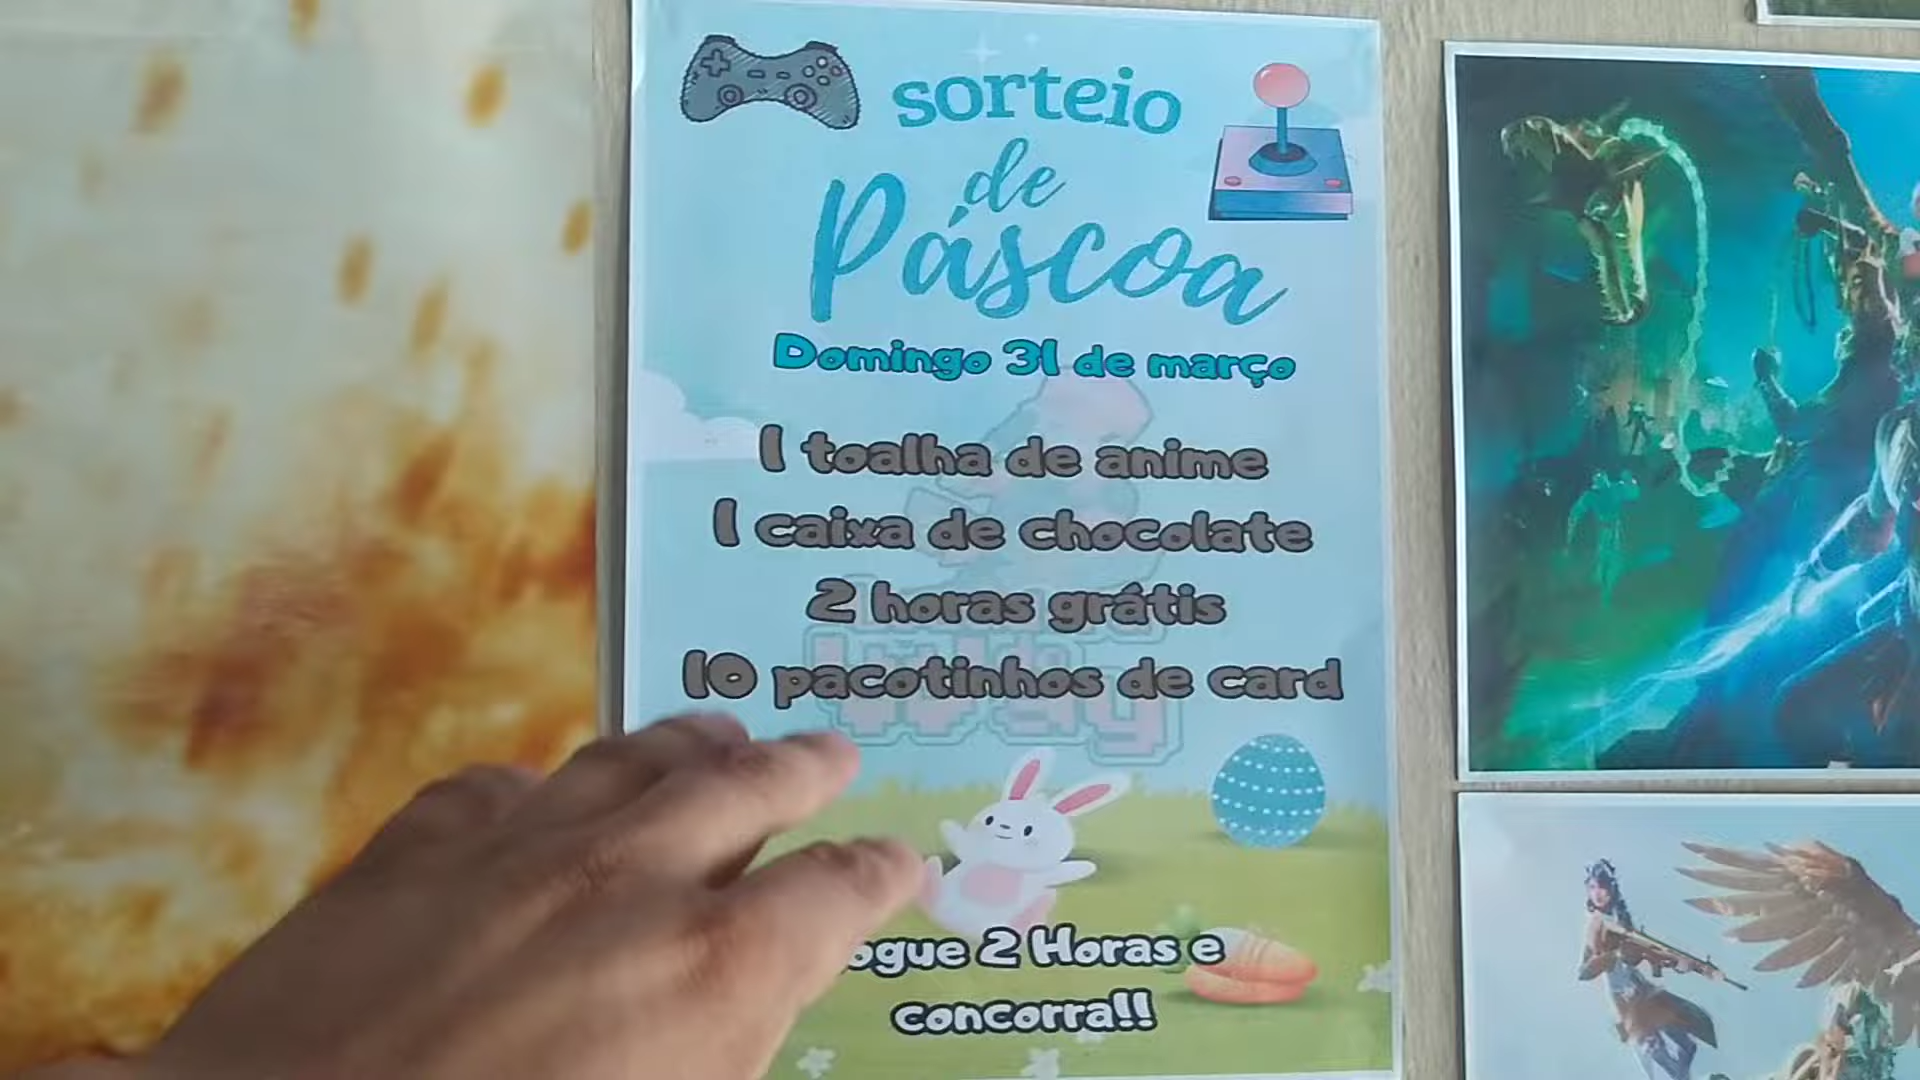 sorteio
de
Páscoa
Domingo 31 de março
1 toalha de anime
1 caixa de chocolate
2 horas grátis
10 pacotinhos de card
Way
2 Horas e
concorra!!